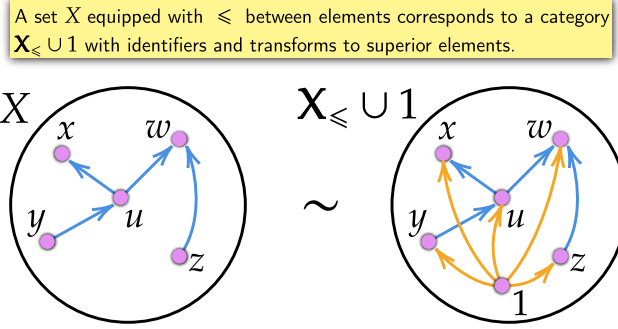 A set X equipped with ⩽ between elements corresponds to a category
X⩽ ∪ 1 with identifiers and transforms to superior elements.
X
X⩽ ∪ 1
x w
x w
y u z
~
y u z
1